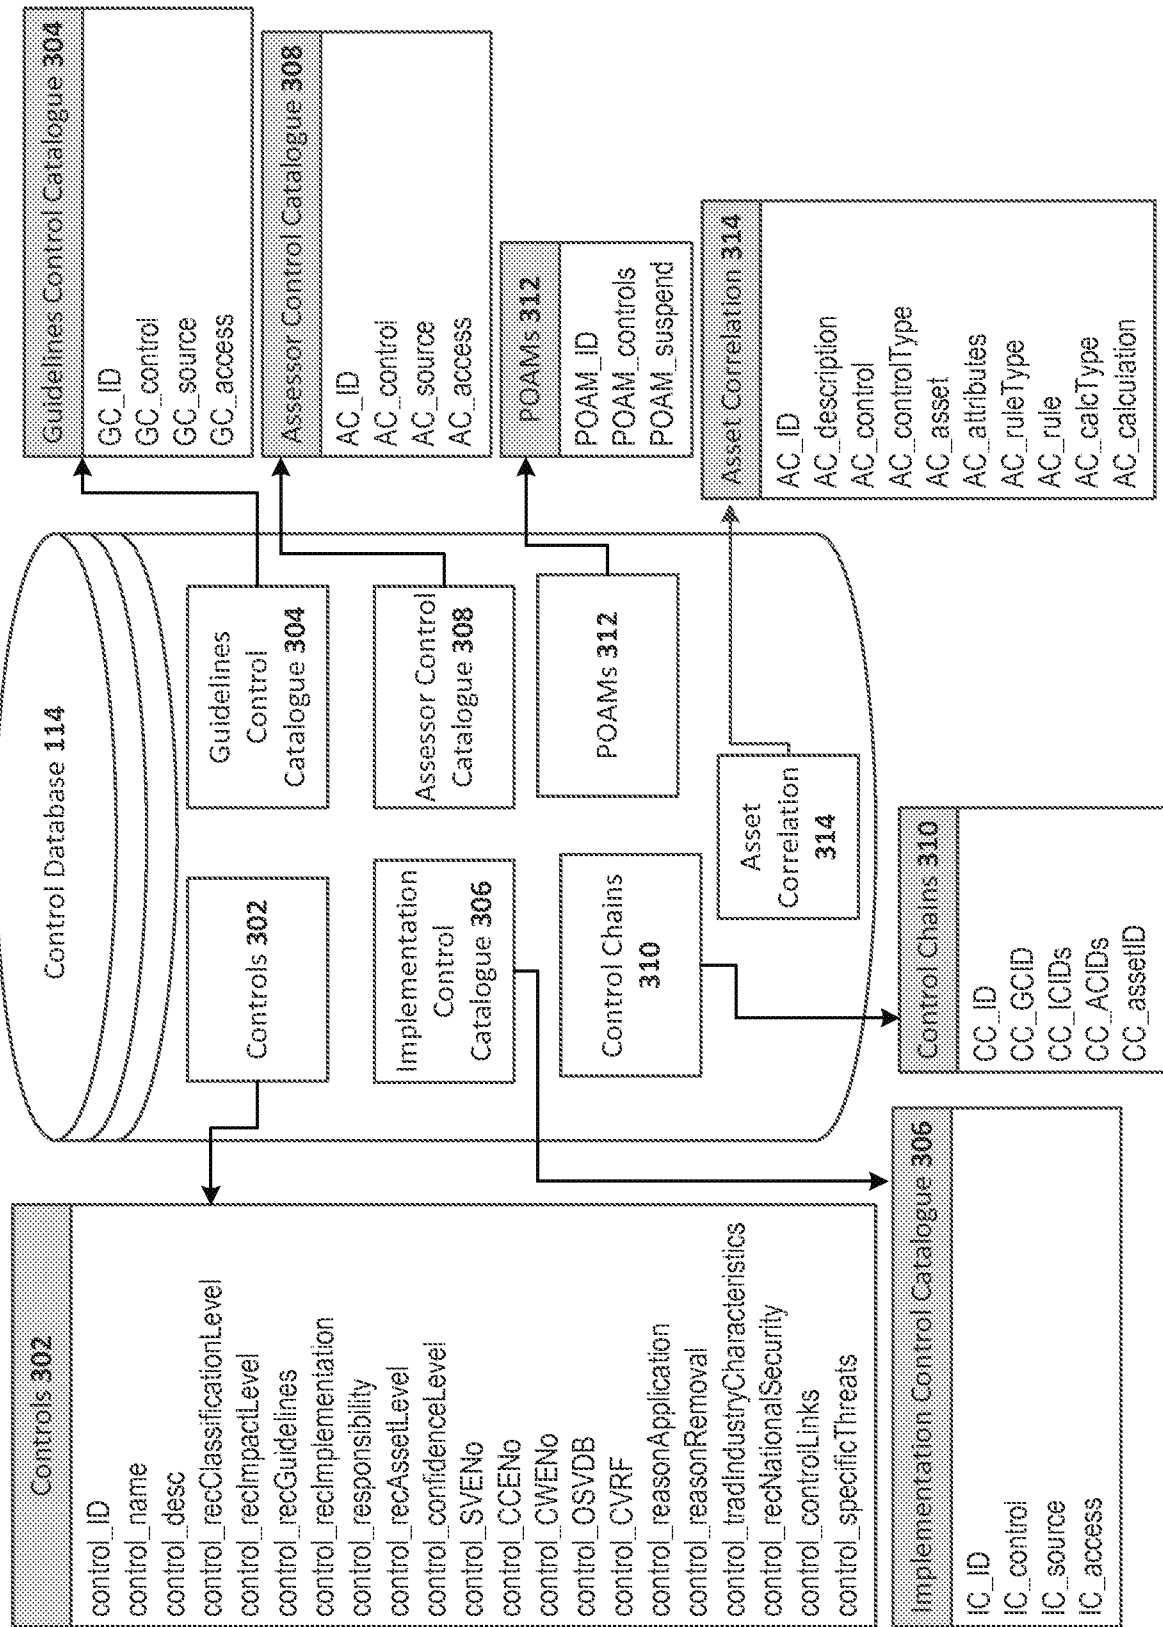 Controls 302
control_ID
control_name
control_desc
control_recClassificationLevel
control_recImpactLevel
control_recGuidelines
control_recImplementation
control_responsibility
control_recAssetLevel
control_confidenceLevel
control_SVENo
control_CCENo
control_CWENo
control_OSVDB
control_CVRF
control_reasonApplication
control_reasonRemoval
control_tradIndustryCharacteristics
control_recNationalSecurity
control_controlLinks
control_specificThreats
Control Database 114
Controls 302
Guidelines
Control
Catalogue 304
Implementation
Control
Catalogue 306
Assessor Control
Catalogue 308
Control Chains
310
POAMs 312
Asset
Correlation
314
Guidelines Control Catalogue 304
GC_ID
GC_control
GC_source
GC_access
Assessor Control Catalogue 308
AC_ID
AC_control
AC_source
AC_access
POAMs 312
POAM_ID
POAM_controls
POAM_suspend
Asset Correlation 314
AC_ID
AC_description
AC_control
AC_controlType
AC_asset
AC_attributes
AC_ruleType
AC_rule
AC_calcType
AC_calculation
Implementation Control Catalogue 306
IC_ID
IC_control
IC_source
IC_access
Control Chains 310
CC_ID
CC_GCID
CC_ICIDs
CC_ACIDs
CC_assetID